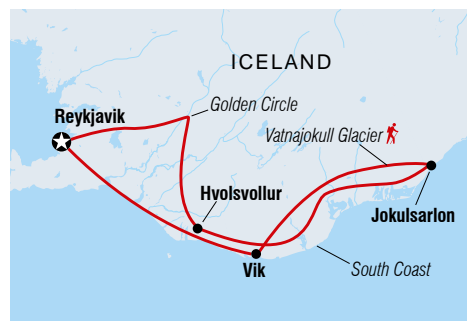 ICELAND
Golden Circle
Reykjavik
Vatnajokull Glacier
Hvolsvollur
Jokulsarlon
Vik
South Coast